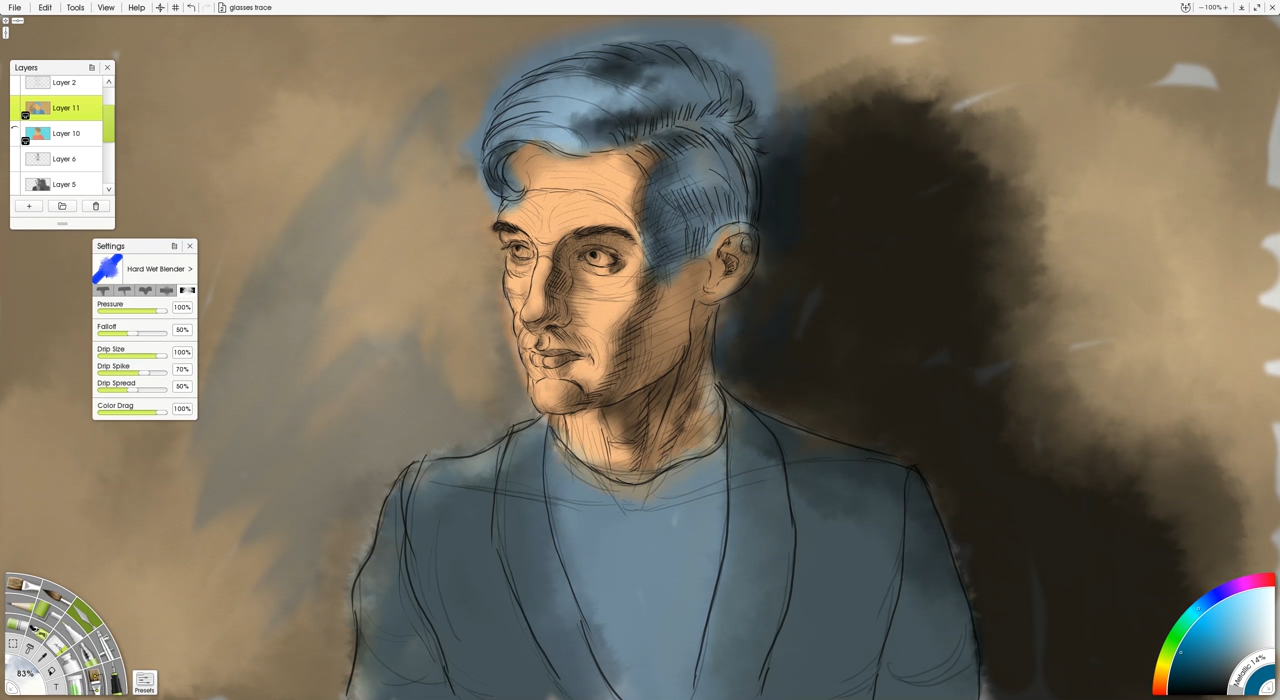 File Edit Tools View Help glasses trace −100%+
Layers
Layer 2
Layer 11
Layer 10
Layer 6
Layer 5
Settings
Hard Wet Blender >
Pressure 100%
Falloff 50%
Drip Size 100%
Drip Spike 70%
Drip Spread 50%
Color Drag 100%
83%
T
Presets
Metallic 14%